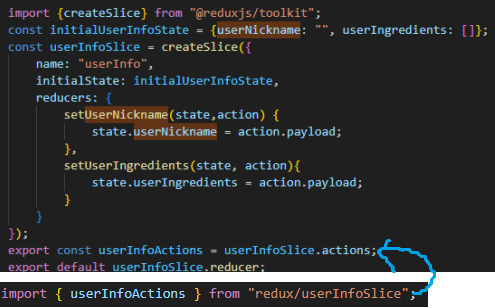 import {createSlice} from "@reduxjs/toolkit";
const initialUserInfoState = {userNickname: "", userIngredients: []};
const userInfoSlice = createSlice({
    name: "userInfo",
    initialState: initialUserInfoState,
    reducers: {
        setUserNickname(state,action) {
            state.userNickname = action.payload;
        },
        setUserIngredients(state, action){
            state.userIngredients = action.payload;
        }
    }
});
export const userInfoActions = userInfoSlice.actions;
export default userInfoSlice.reducer;
import { userInfoActions } from "redux/userInfoSlice";